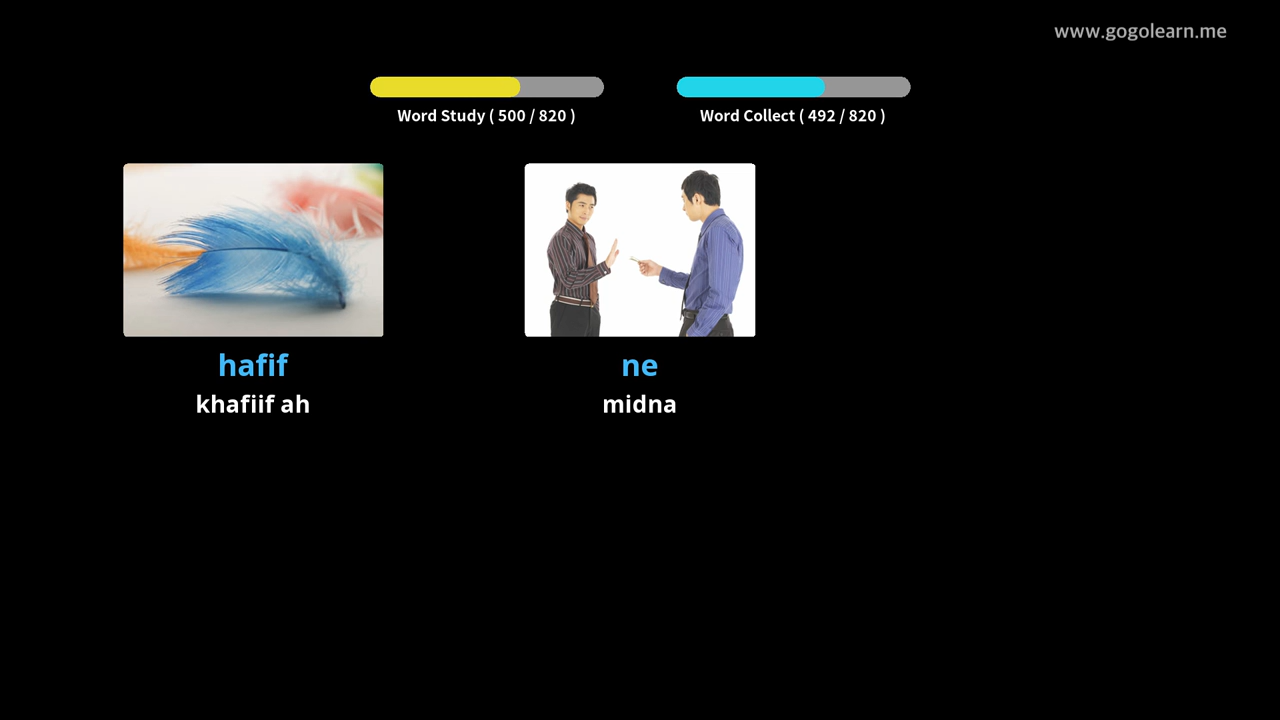 www.gogolearn.me
Word Study ( 500 / 820 )
Word Collect ( 492 / 820 )
hafif
khafiif ah
ne
midna